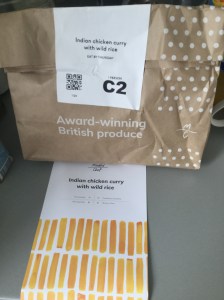 Indian chicken curry
with wild rice
C2
Award-winning
British produce
Indian chicken curry
with wild rice